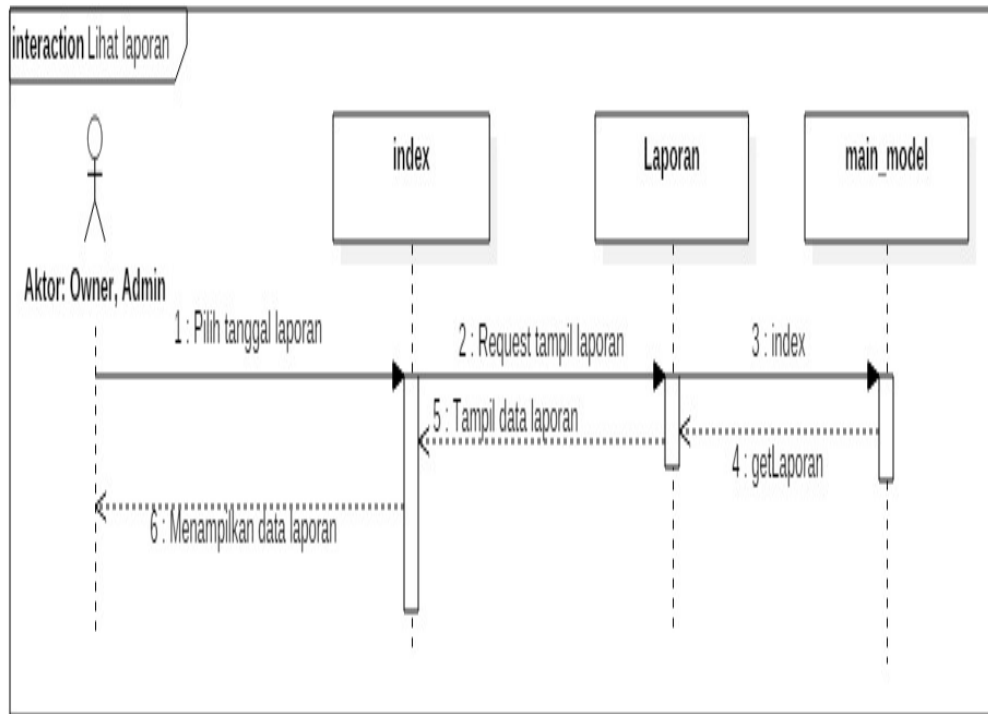 interaction Lihat laporan
index
Laporan
main_model
Aktor: Owner, Admin
1 : Pilih tanggal laporan
2 : Request tampil laporan
3 : index
5 : Tampil data laporan
4 : getLaporan
6 : Menampilkan data laporan